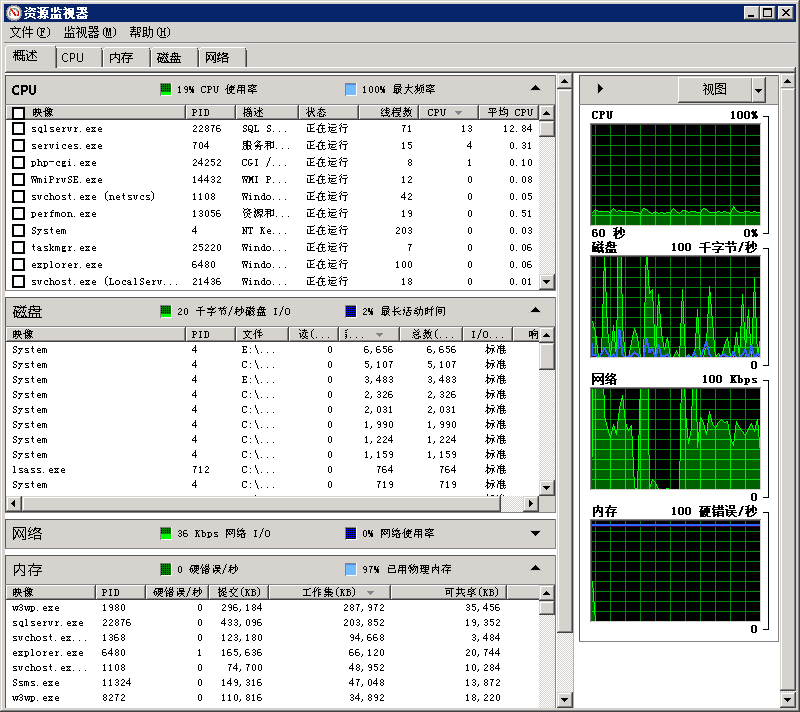 资源监视器
文件(F) 监视器(M) 帮助(H)
概述 CPU 内存 磁盘 网络
CPU 19% CPU 使用率 100% 最大频率
映像 PID 描述 状态 线程数 CPU 平均 CPU
sqlservr.exe 22876 SQL S... 正在运行 71 13 12.84
services.exe 704 服务和... 正在运行 15 4 0.31
php-cgi.exe 24252 CGI /... 正在运行 8 1 0.10
WmiPrvSE.exe 14432 WMI P... 正在运行 12 0 0.08
svchost.exe (netsvcs) 1108 Windo... 正在运行 42 0 0.05
perfmon.exe 13056 资源和... 正在运行 19 0 0.51
System 4 NT Ke... 正在运行 203 0 0.03
taskmgr.exe 25220 Windo... 正在运行 7 0 0.06
explorer.exe 6480 Windo... 正在运行 100 0 0.06
svchost.exe (LocalServ... 21436 Windo... 正在运行 18 0 0.01
磁盘 20 千字节/秒磁盘 I/O 2% 最长活动时间
映像 PID 文件 读(... ... 总数(... I/O... 响
System 4 E:\... 0 6,656 6,656 标准
System 4 C:\... 0 5,107 5,107 标准
System 4 E:\... 0 3,483 3,483 标准
System 4 C:\... 0 2,326 2,326 标准
System 4 C:\... 0 2,031 2,031 标准
System 4 C:\... 0 1,990 1,990 标准
System 4 C:\... 0 1,224 1,224 标准
System 4 C:\... 0 1,159 1,159 标准
lsass.exe 712 C:\... 0 764 764 标准
System 4 C:\... 0 719 719 标准
网络 36 Kbps 网络 I/O 0% 网络使用率
内存 0 硬错误/秒 97% 已用物理内存
映像 PID 硬错误/秒 提交(KB) 工作集(KB) 可共享(KB)
w3wp.exe 1980 0 296,184 287,972 35,456
sqlservr.exe 22876 0 433,096 203,852 19,352
svchost.ex... 1368 0 123,180 94,668 3,484
explorer.exe 6480 1 165,636 66,120 20,744
svchost.ex... 1108 0 74,700 48,952 10,284
Ssms.exe 11324 0 149,316 47,048 13,872
w3wp.exe 8272 0 110,816 34,892 18,220
视图
CPU 100%
60 秒 0%
磁盘 100 千字节/秒
0
网络 100 Kbps
0
内存 100 硬错误/秒
0